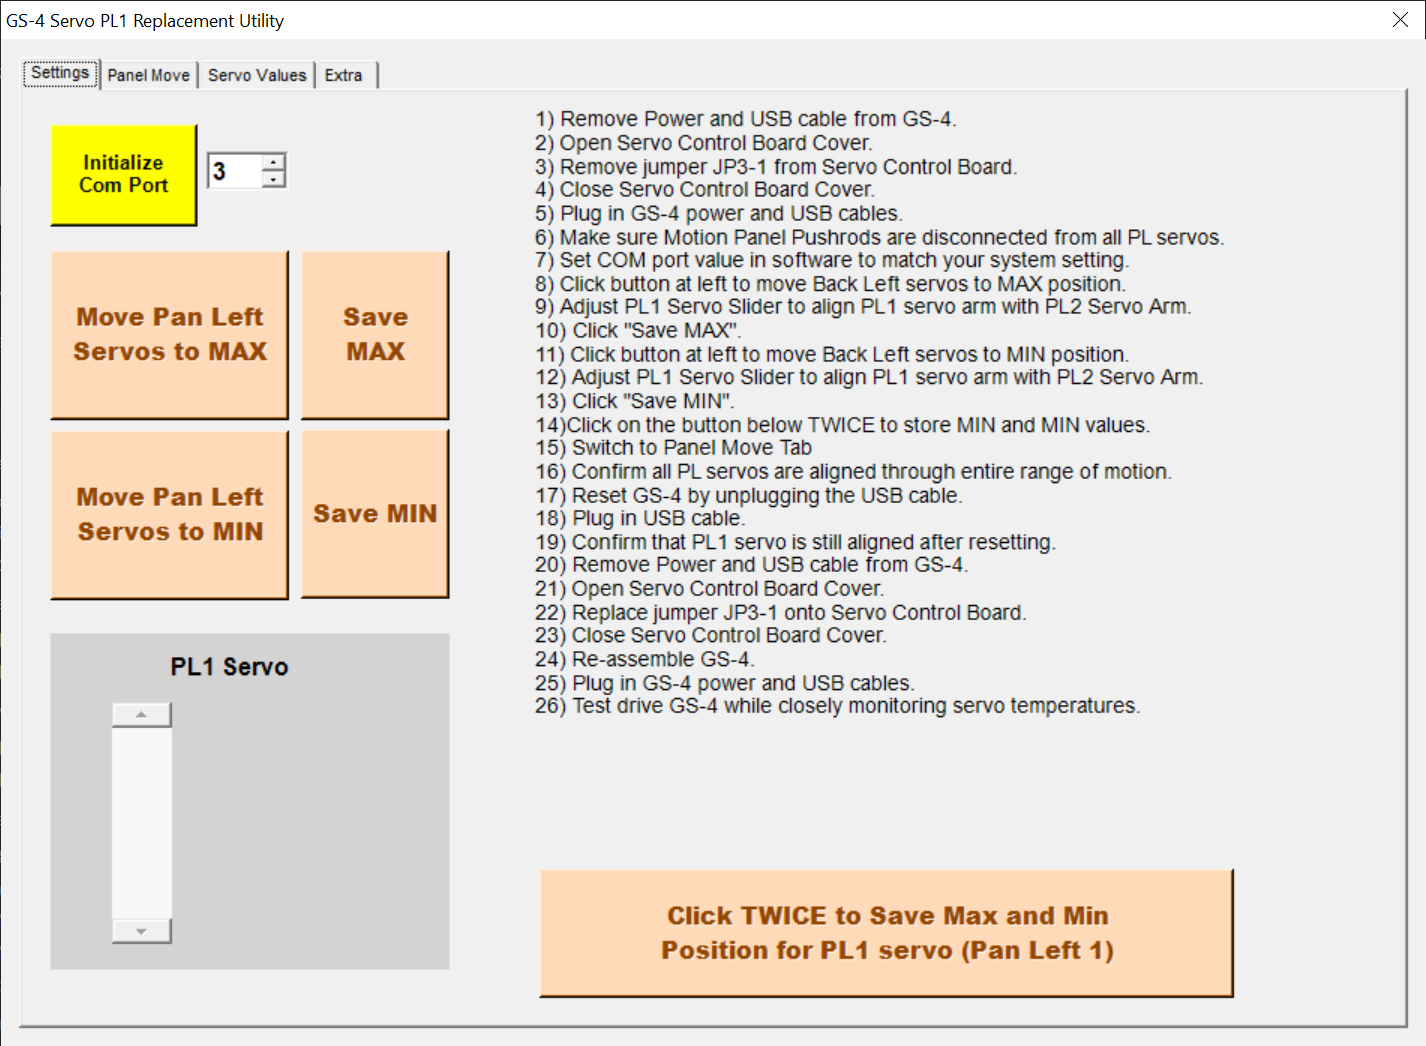 GS-4 Servo PL1 Replacement Utility
Settings
Panel Move
Servo Values
Extra
Initialize
Com Port
3
Move Pan Left
Servos to MAX
Save
MAX
Move Pan Left
Servos to MIN
Save MIN
PL1 Servo
1) Remove Power and USB cable from GS-4.
2) Open Servo Control Board Cover.
3) Remove jumper JP3-1 from Servo Control Board.
4) Close Servo Control Board Cover.
5) Plug in GS-4 power and USB cables.
6) Make sure Motion Panel Pushrods are disconnected from all PL servos.
7) Set COM port value in software to match your system setting.
8) Click button at left to move Back Left servos to MAX position.
9) Adjust PL1 Servo Slider to align PL1 servo arm with PL2 Servo Arm.
10) Click "Save MAX".
11) Click button at left to move Back Left servos to MIN position.
12) Adjust PL1 Servo Slider to align PL1 servo arm with PL2 Servo Arm.
13) Click "Save MIN".
14)Click on the button below TWICE to store MIN and MIN values.
15) Switch to Panel Move Tab
16) Confirm all PL servos are aligned through entire range of motion.
17) Reset GS-4 by unplugging the USB cable.
18) Plug in USB cable.
19) Confirm that PL1 servo is still aligned after resetting.
20) Remove Power and USB cable from GS-4.
21) Open Servo Control Board Cover.
22) Replace jumper JP3-1 onto Servo Control Board.
23) Close Servo Control Board Cover.
24) Re-assemble GS-4.
25) Plug in GS-4 power and USB cables.
26) Test drive GS-4 while closely monitoring servo temperatures.
Click TWICE to Save Max and Min
Position for PL1 servo (Pan Left 1)